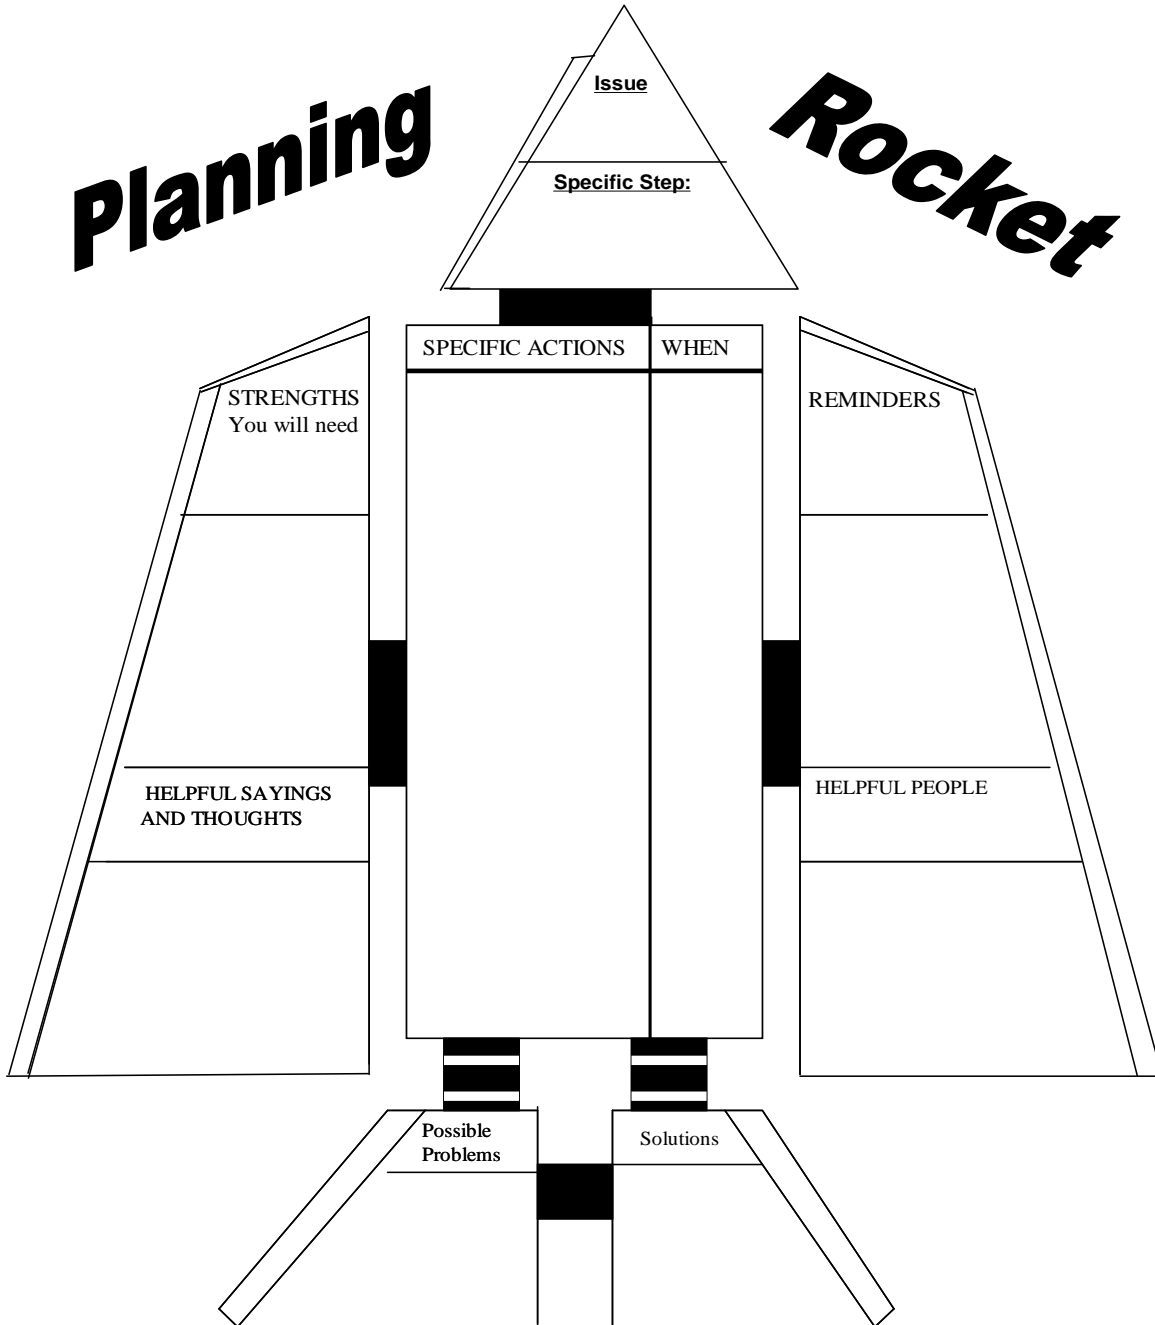 Planning
Rocket
Issue
Specific Step:
SPECIFIC ACTIONS
WHEN
STRENGTHS
You will need
REMINDERS
HELPFUL SAYINGS
AND THOUGHTS
HELPFUL PEOPLE
Possible
Problems
Solutions